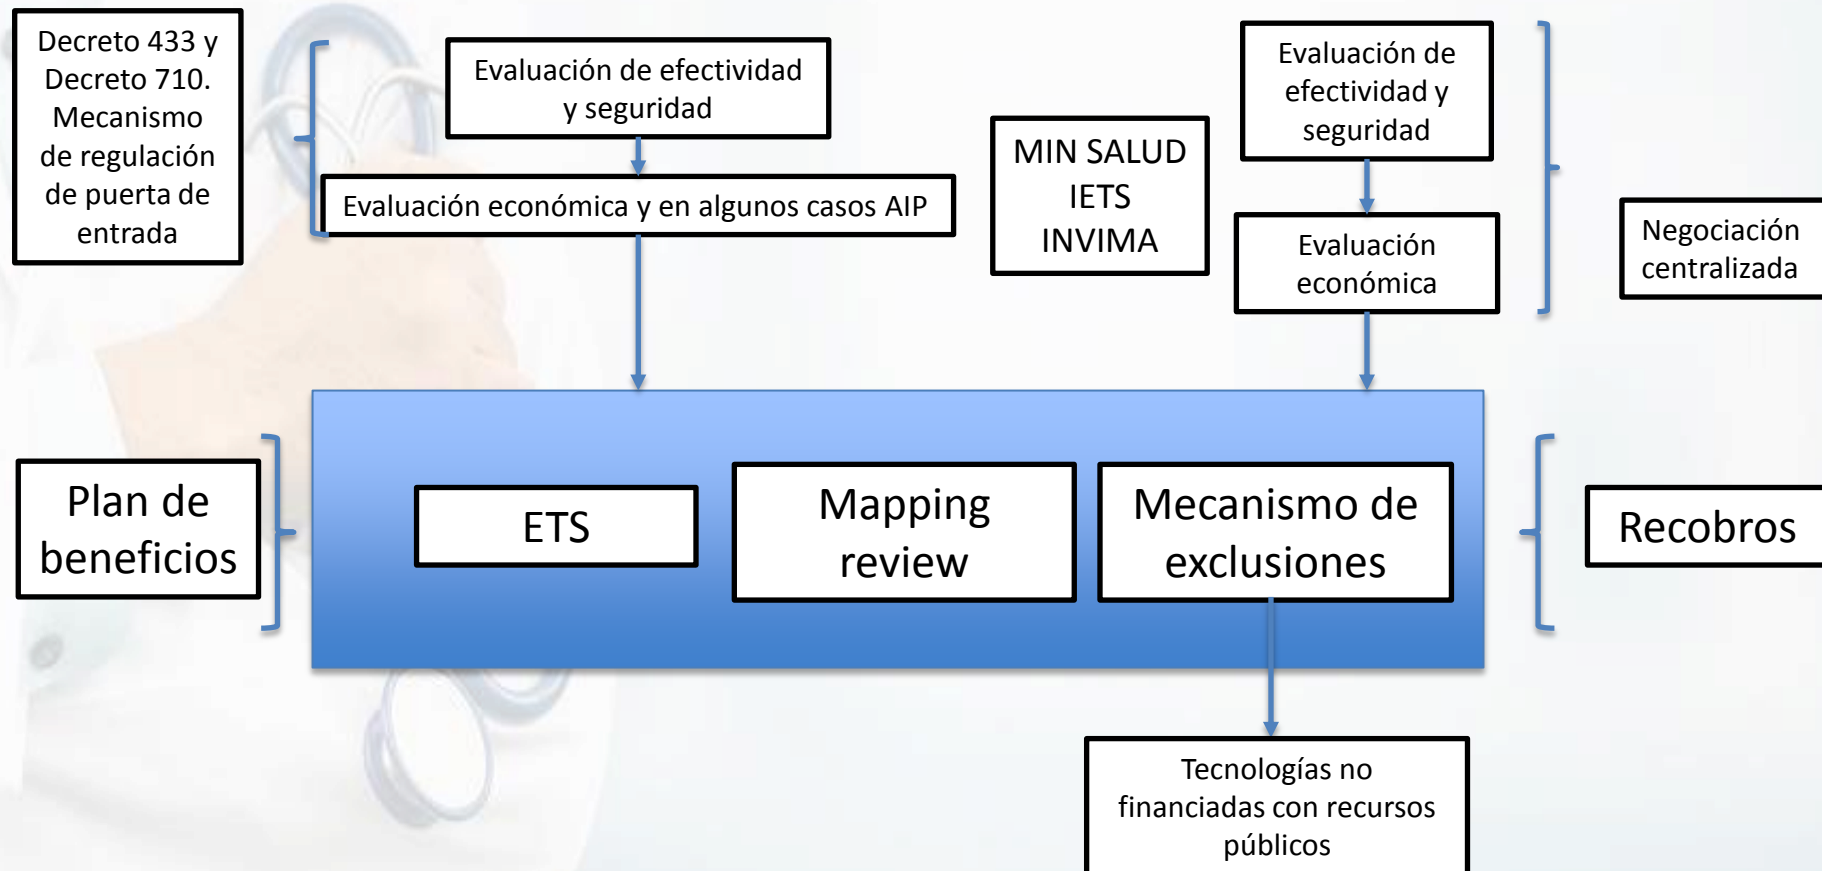 Decreto 433 y
Decreto 710.
Mecanismo
de regulación
de puerta de
entrada
Evaluación de efectividad
y seguridad
Evaluación económica y en algunos casos AIP
MIN SALUD
IETS
INVIMA
Evaluación de
efectividad y
seguridad
Evaluación
económica
Negociación
centralizada
Plan de
beneficios
ETS
Mapping
review
Mecanismo de
exclusiones
Recobros
Tecnologías no
financiadas con recursos
públicos